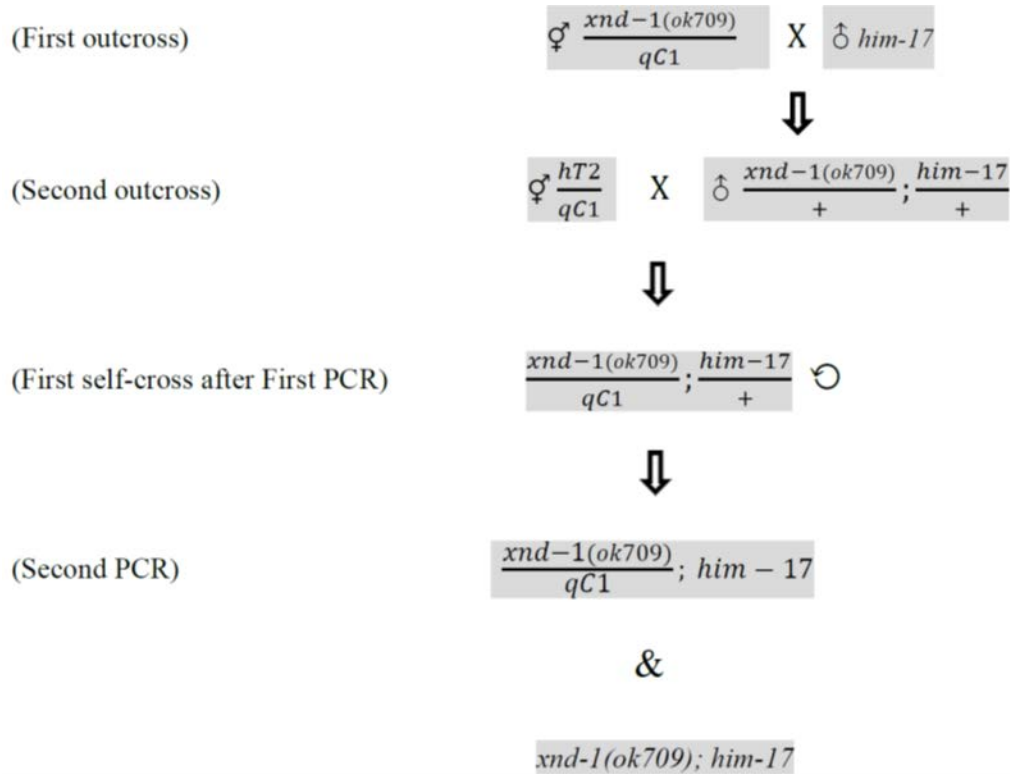 (First outcross) ⚥ xnd−1(ok709)/qC1 X ♂ him-17
⇩
(Second outcross) ⚥ hT2/qC1 X ♂ xnd−1(ok709)/+ ; him−17/+
⇩
(First self-cross after First PCR) xnd−1(ok709)/qC1 ; him−17/+ ↺
⇩
(Second PCR) xnd−1(ok709)/qC1 ; him − 17
&
xnd-1(ok709); him-17